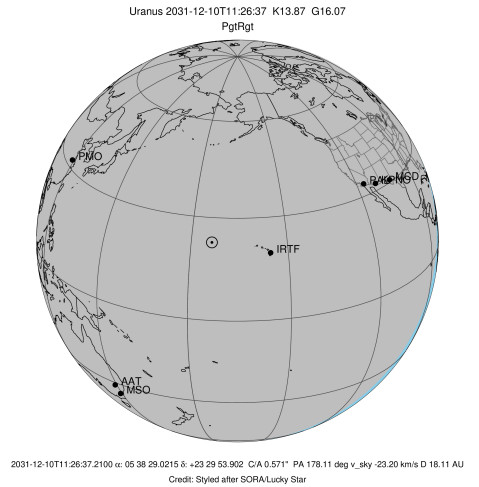 Uranus 2031-12-10T11:26:37 K13.87 G16.07
PgtRgt
PMO
MCD
IRTF
AAT
MSO
2031-12-10T11:26:37.2100 α: 05 38 29.0215 δ: +23 29 53.902 C/A 0.571" PA 178.11 deg v_sky -23.20 km/s D 18.11 AU
Credit: Styled after SORA/Lucky Star